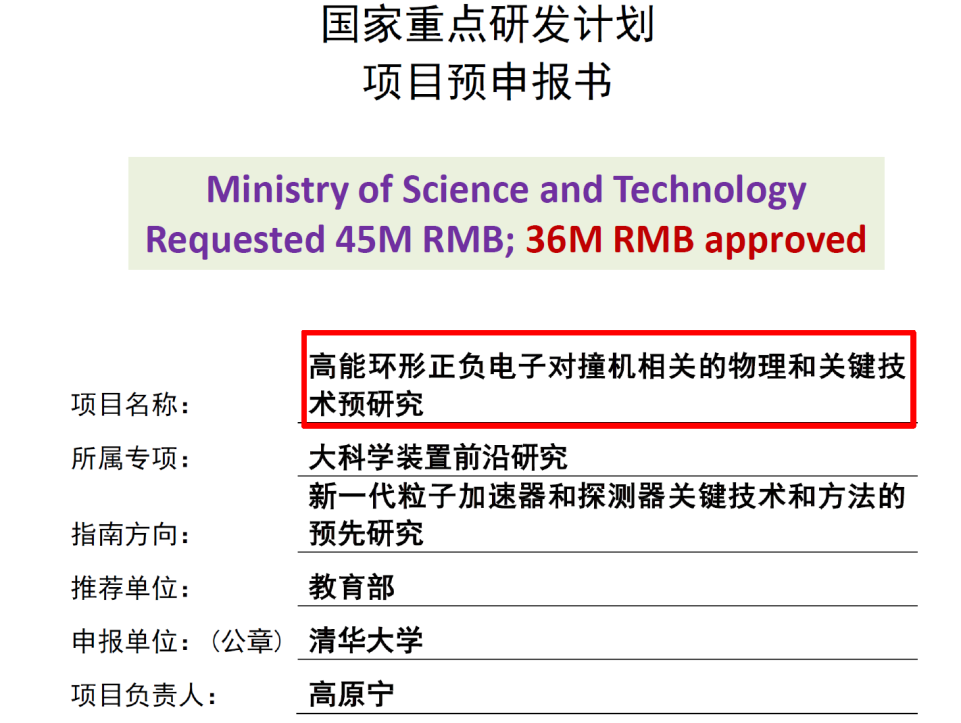 国家重点研发计划
项目预申报书
Ministry of Science and Technology
Requested 45M RMB; 36M RMB approved
高能环形正负电子对撞机相关的物理和关键技
项目名称： 术预研究
所属专项： 大科学装置前沿研究
新一代粒子加速器和探测器关键技术和方法的
指南方向： 预先研究
推荐单位： 教育部
申报单位：（公章） 清华大学
项目负责人： 高原宁